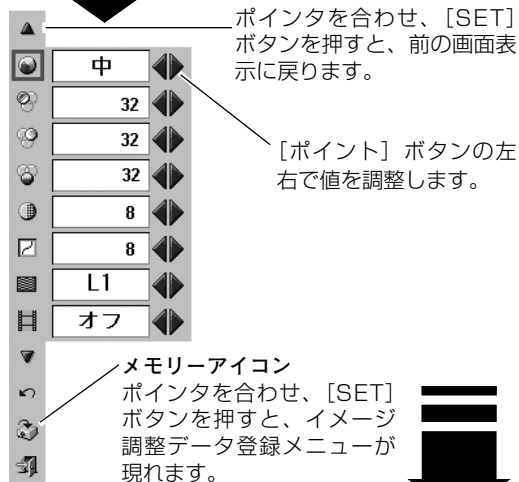 ポインタを合わせ、［SET］
ボタンを押すと、前の画面表
示に戻ります。
中
32
32
32
8
8
L1
オフ
［ポイント］ボタンの左
右で値を調整します。
メモリーアイコン
ポインタを合わせ、［SET］
ボタンを押すと、イメージ
調整データ登録メニューが
現れます。